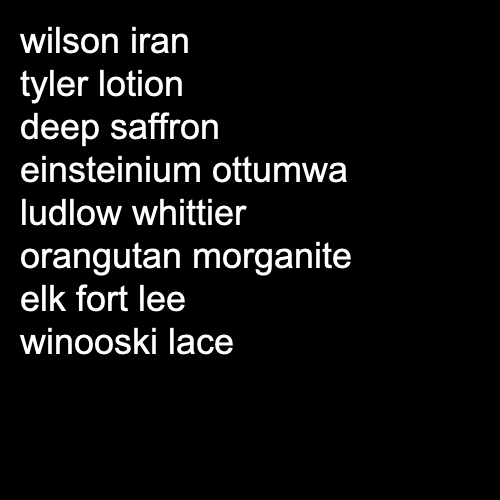 wilson iran
tyler lotion
deep saffron
einsteinium ottumwa
ludlow whittier
orangutan morganite
elk fort lee
winooski lace